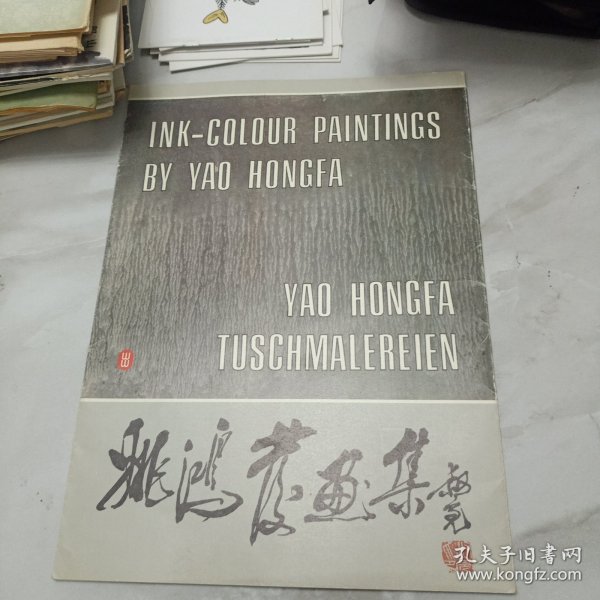 INK-COLOUR PAINTINGS
BY YAO HONGFA
YAO HONGFA
TUSCHMALEREIEN
姚鸿发画集
孔夫子旧书网
www.kongfz.com